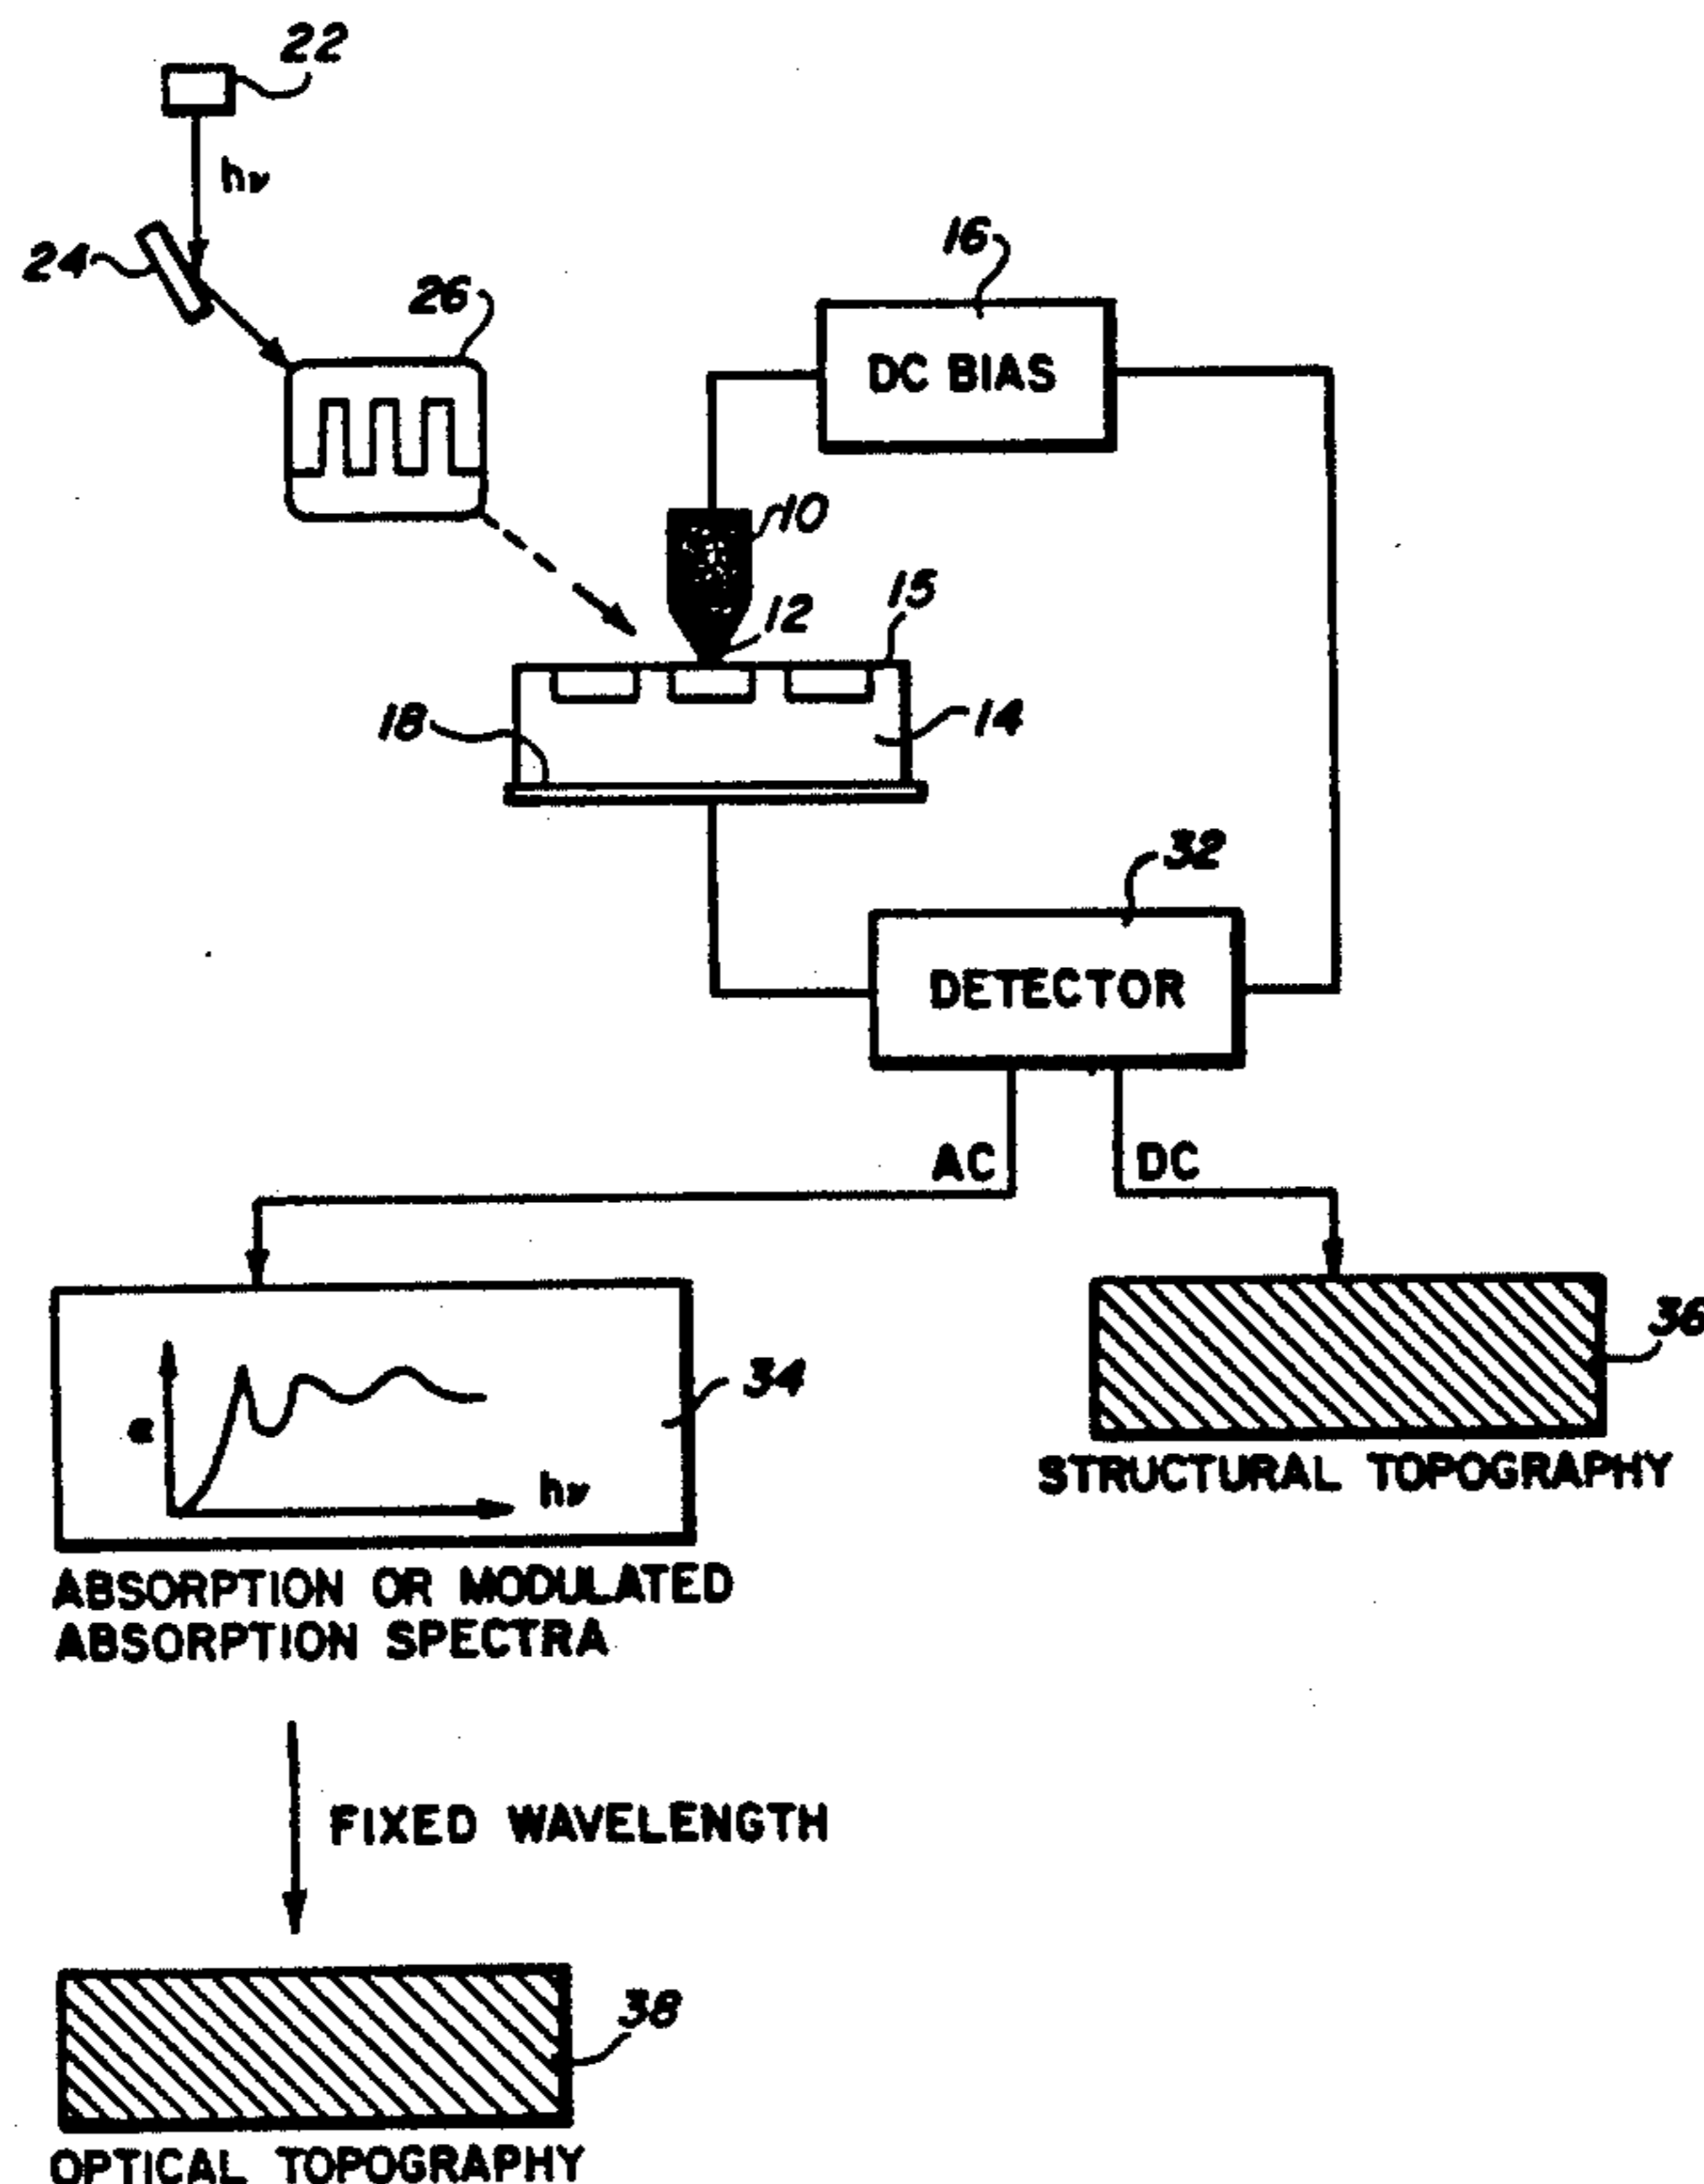 22
hν
24
26
16
DC BIAS
10
15
12
18
14
32
DETECTOR
AC
DC
34
36
α
hν
STRUCTURAL TOPOGRAPHY
ABSORPTION OR MODULATED
ABSORPTION SPECTRA
FIXED WAVELENGTH
38
OPTICAL TOPOGRAPHY